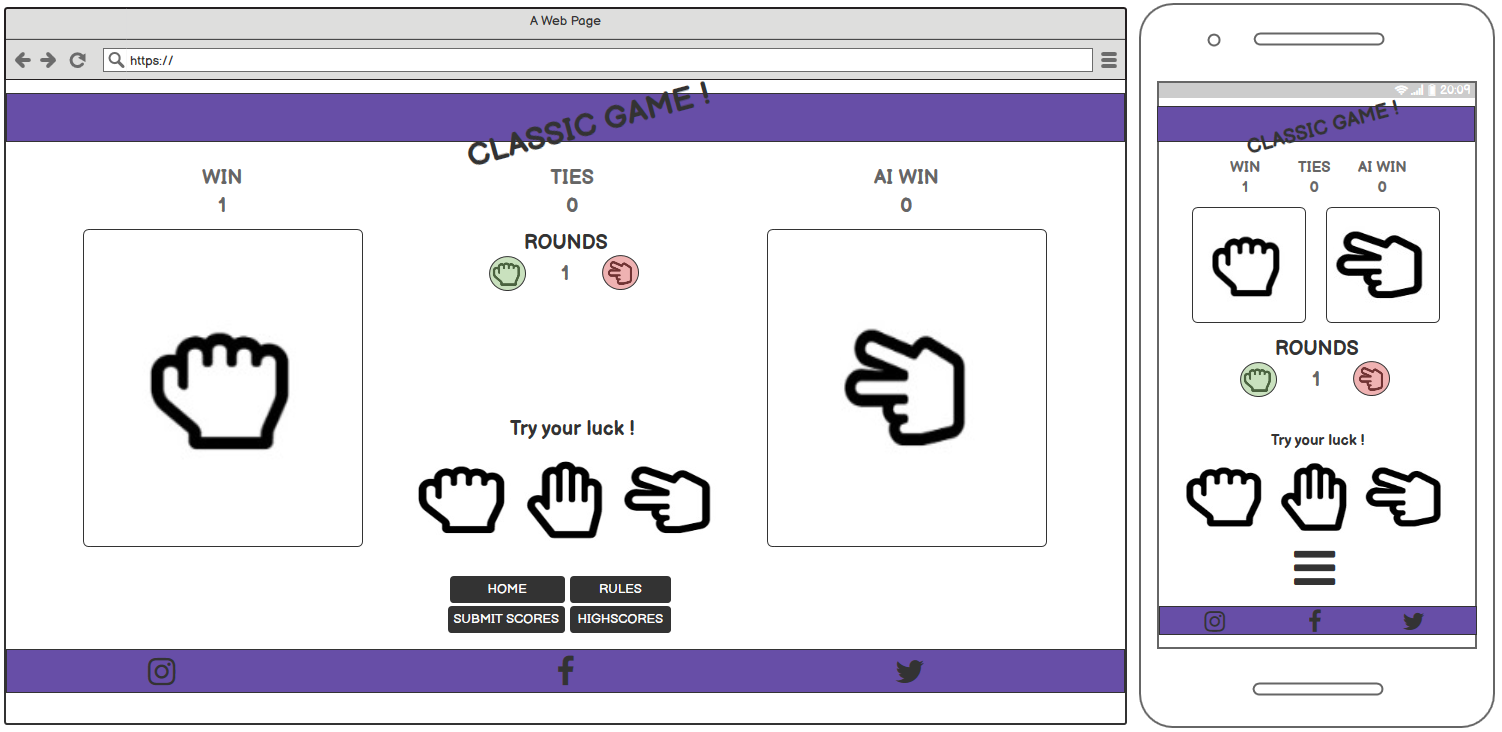 A Web Page
https://
CLASSIC GAME !
WIN TIES AI WIN
1 0 0
ROUNDS
1
Try your luck !
HOME RULES
SUBMIT SCORES HIGHSCORES
20:09
CLASSIC GAME !
WIN TIES AI WIN
1 0 0
ROUNDS
1
Try your luck !